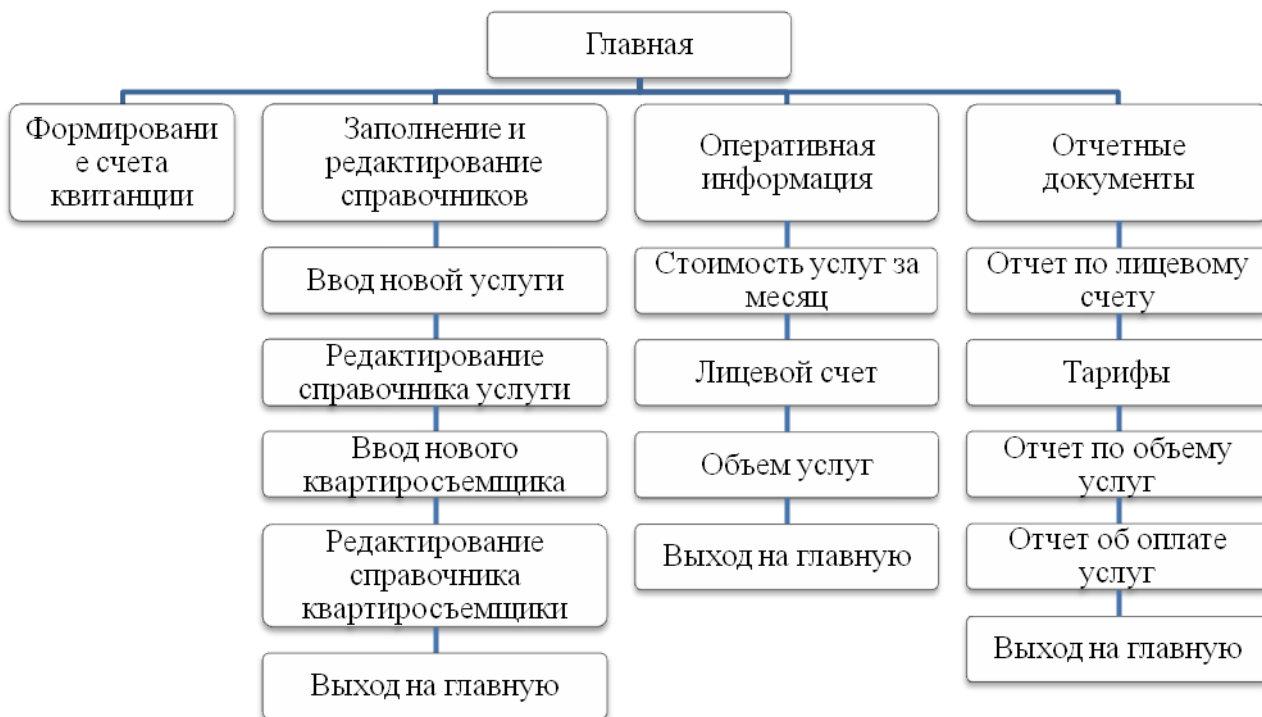 Главная
Формировани
е счета
квитанции
Заполнение и
редактирование
справочников
Ввод новой услуги
Редактирование
справочника услуги
Ввод нового
квартиросъемщика
Редактирование
справочника
квартиросъемщики
Выход на главную
Оперативная
информация
Стоимость услуг за
месяц
Лицевой счет
Объем услуг
Выход на главную
Отчетные
документы
Отчет по лицевому
счету
Тарифы
Отчет по объему
услуг
Отчет об оплате
услуг
Выход на главную